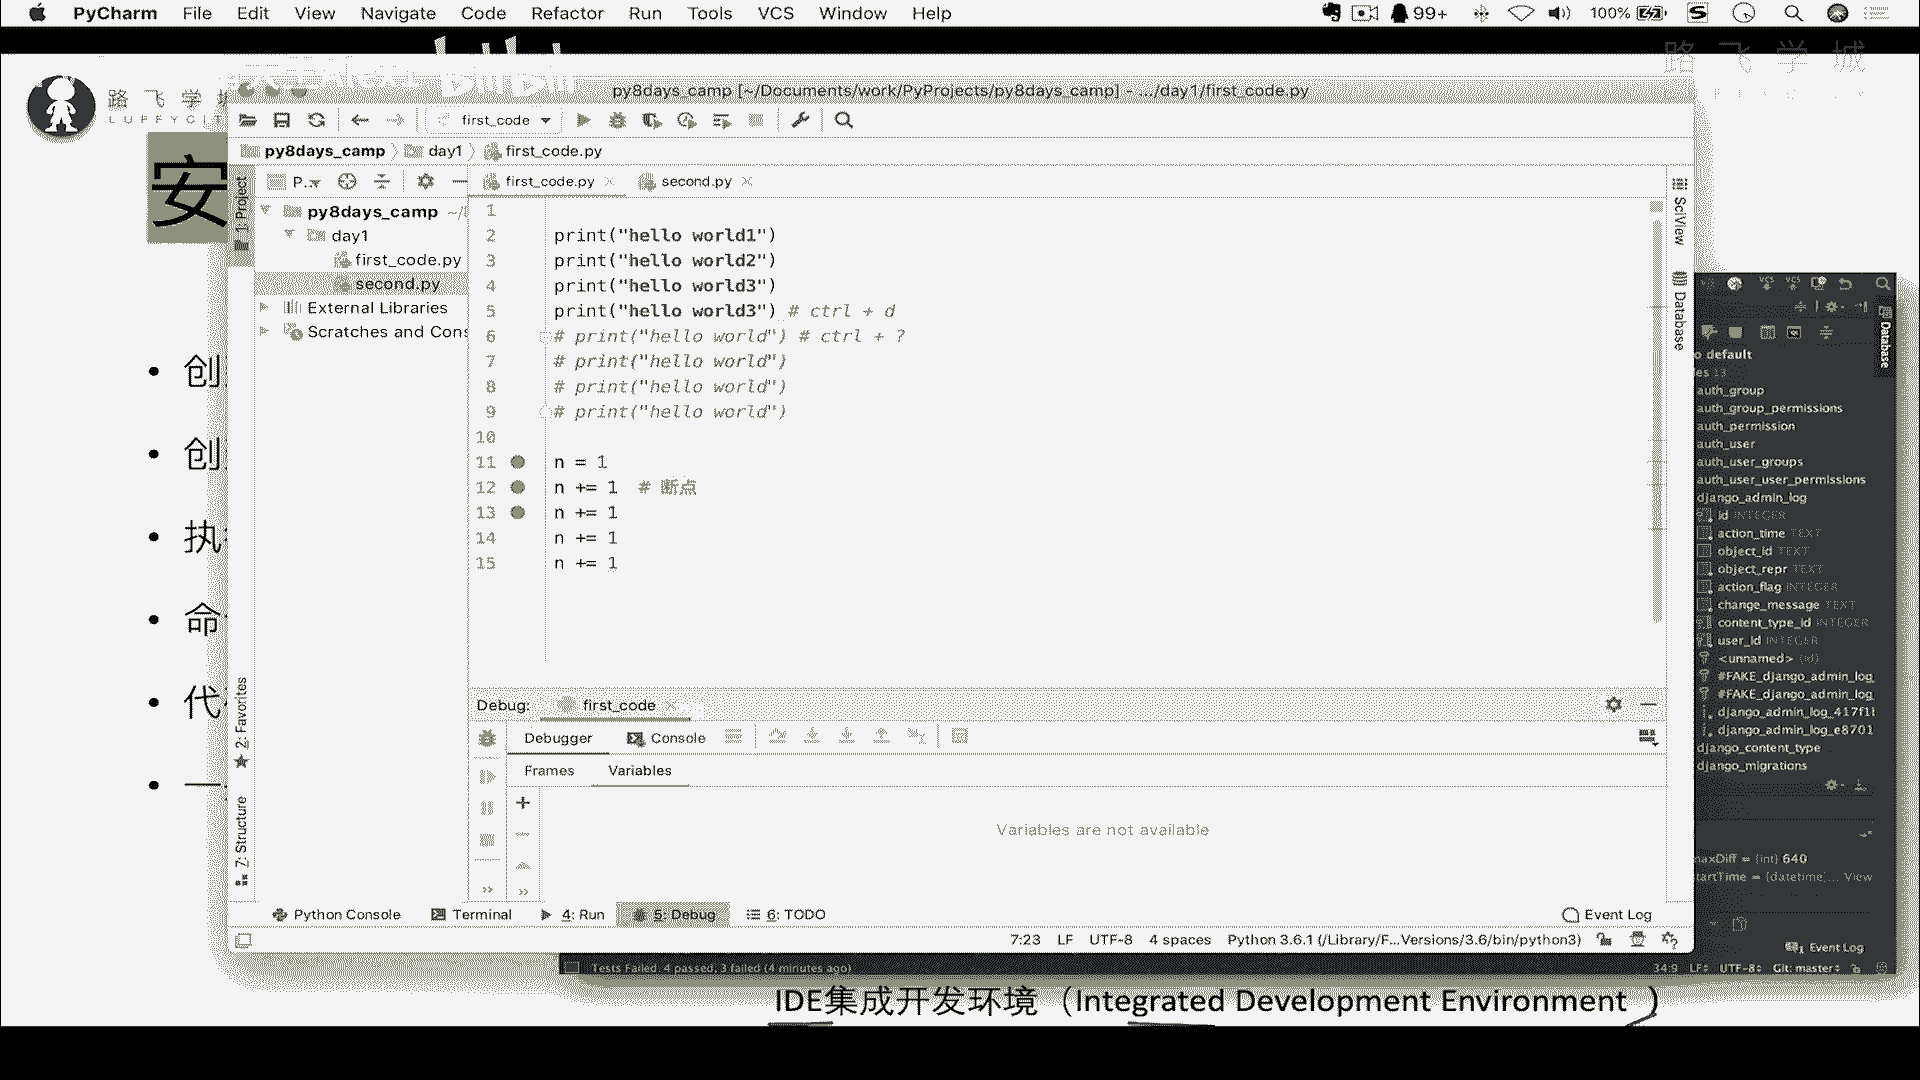 PyCharm File Edit View Navigate Code Refactor Run Tools VCS Window Help 99+ 100%
路飞学城
bilibili
路飞学
LUFFYCIT
py8days_camp [~/Documents/work/PyProjects/py8days_camp] - .../day1/first_code.py
first_code
py8days_camp day1 first_code.py
安
1: Project
P..
first_code.py second.py
py8days_camp ~/
day1
first_code.py
second.py
External Libraries
Scratches and Cons
1
2 print("hello world1")
3 print("hello world2")
4 print("hello world3")
5 print("hello world3") # ctrl + d
6 # print("hello world") # ctrl + ?
7 # print("hello world")
8 # print("hello world")
9 # print("hello world")
10
11 n = 1
12 n += 1 # 断点
13 n += 1
14 n += 1
15 n += 1
SciView
Database
创
创
执
命
代
一
2: Favorites
7: Structure
Debug: first_code
Debugger Console
Frames Variables
Variables are not available
Python Console Terminal 4: Run 5: Debug 6: TODO Event Log
7:23 LF UTF-8 4 spaces Python 3.6.1 (/Library/F...Versions/3.6/bin/python3)
Database
o default
es 13
auth_group
auth_group_permissions
auth_permission
auth_user
auth_user_groups
auth_user_user_permissions
django_admin_log
id INTEGER
action_time TEXT
object_id TEXT
object_repr TEXT
action_flag INTEGER
change_message TEXT
content_type_id INTEGER
user_id INTEGER
<unnamed> (id)
#FAKE_django_admin_log_
#FAKE_django_admin_log_
django_admin_log_417f1
django_admin_log_e8701
django_content_type
django_migrations
maxDiff = {int} 640
tartTime = {datetime}... View
Event Log
Tests Failed: 4 passed, 3 failed (4 minutes ago) 34:9 LF UTF-8 Git: master
IDE集成开发环境（Integrated Development Environment ）